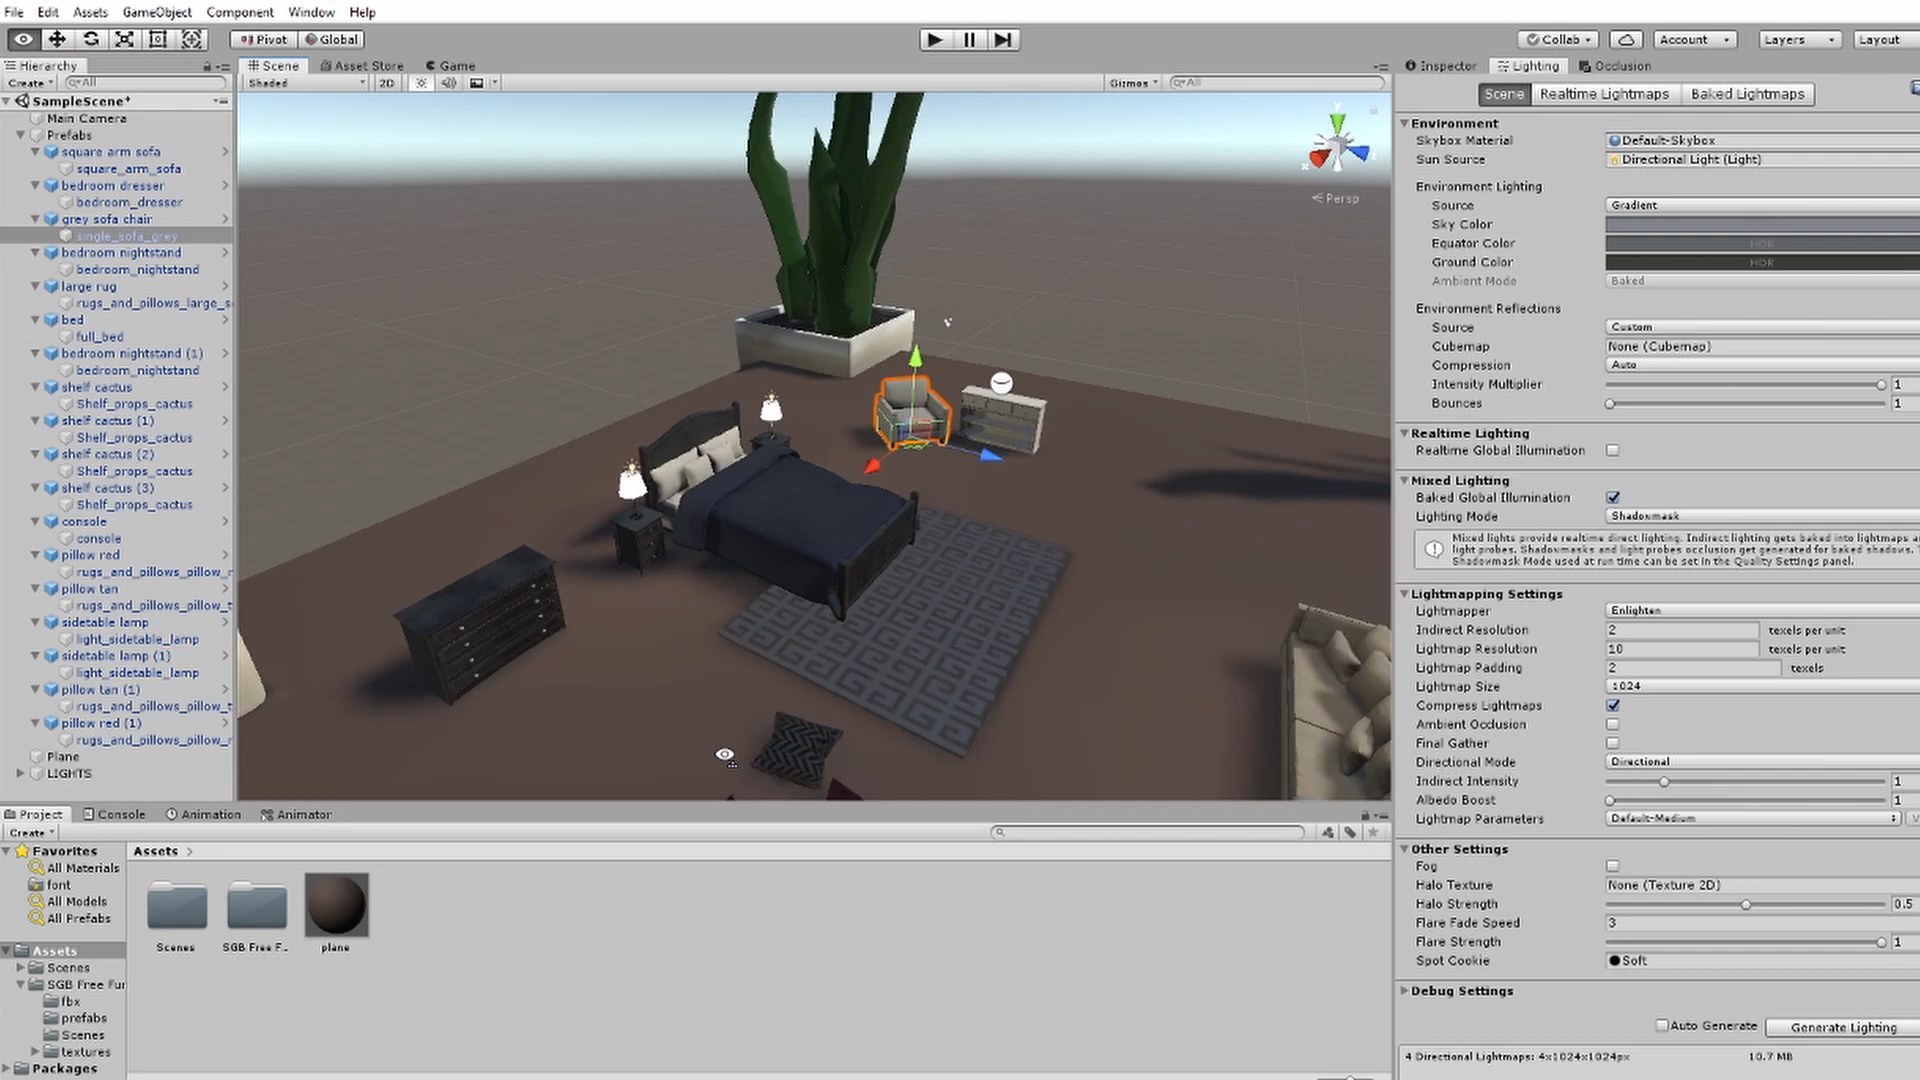 File Edit Assets GameObject Component Window Help
Pivot Global Collab Account Layers Layout
Hierarchy
Create All
SampleScene*
Main Camera
Prefabs
square arm sofa
square_arm_sofa
bedroom dresser
bedroom_dresser
grey sofa chair
single_sofa_grey
bedroom nightstand
bedroom_nightstand
large rug
rugs_and_pillows_large_s
bed
full_bed
bedroom nightstand (1)
bedroom_nightstand
shelf cactus
Shelf_props_cactus
shelf cactus (1)
Shelf_props_cactus
shelf cactus (2)
Shelf_props_cactus
shelf cactus (3)
Shelf_props_cactus
console
console
pillow red
rugs_and_pillows_pillow_r
pillow tan
rugs_and_pillows_pillow_t
sidetable lamp
light_sidetable_lamp
sidetable lamp (1)
light_sidetable_lamp
pillow tan (1)
rugs_and_pillows_pillow_t
pillow red (1)
rugs_and_pillows_pillow_r
Plane
LIGHTS
Scene Asset Store Game
Shaded 2D Gizmos All
y
x
Persp
Inspector Lighting Occlusion
Scene Realtime Lightmaps Baked Lightmaps
Environment
Skybox Material Default-Skybox
Sun Source Directional Light (Light)
Environment Lighting
Source Gradient
Sky Color
Equator Color HDR
Ground Color HDR
Ambient Mode Baked
Environment Reflections
Source Custom
Cubemap None (Cubemap)
Compression Auto
Intensity Multiplier 1
Bounces 1
Realtime Lighting
Realtime Global Illumination
Mixed Lighting
Baked Global Illumination
Lighting Mode Shadowmask
Mixed lights provide realtime direct lighting. Indirect lighting gets baked into lightmaps a
light probes. Shadowmasks and light probes occlusion get generated for baked shadows.
Shadowmask Mode used at run time can be set in the Quality Settings panel.
Lightmapping Settings
Lightmapper Enlighten
Indirect Resolution 2 texels per unit
Lightmap Resolution 10 texels per unit
Lightmap Padding 2 texels
Lightmap Size 1024
Compress Lightmaps
Ambient Occlusion
Final Gather
Directional Mode Directional
Indirect Intensity 1
Albedo Boost 1
Lightmap Parameters Default-Medium V
Other Settings
Fog
Halo Texture None (Texture 2D)
Halo Strength 0.5
Flare Fade Speed 3
Flare Strength 1
Spot Cookie Soft
Debug Settings
Auto Generate Generate Lighting
4 Directional Lightmaps: 4x1024x1024px 10.7 MB
Project Console Animation Animator
Create
Favorites
All Materials
font
All Models
All Prefabs
Assets
Scenes
SGB Free Fur
fbx
prefabs
Scenes
textures
Packages
Assets
Scenes SGB Free F... plane